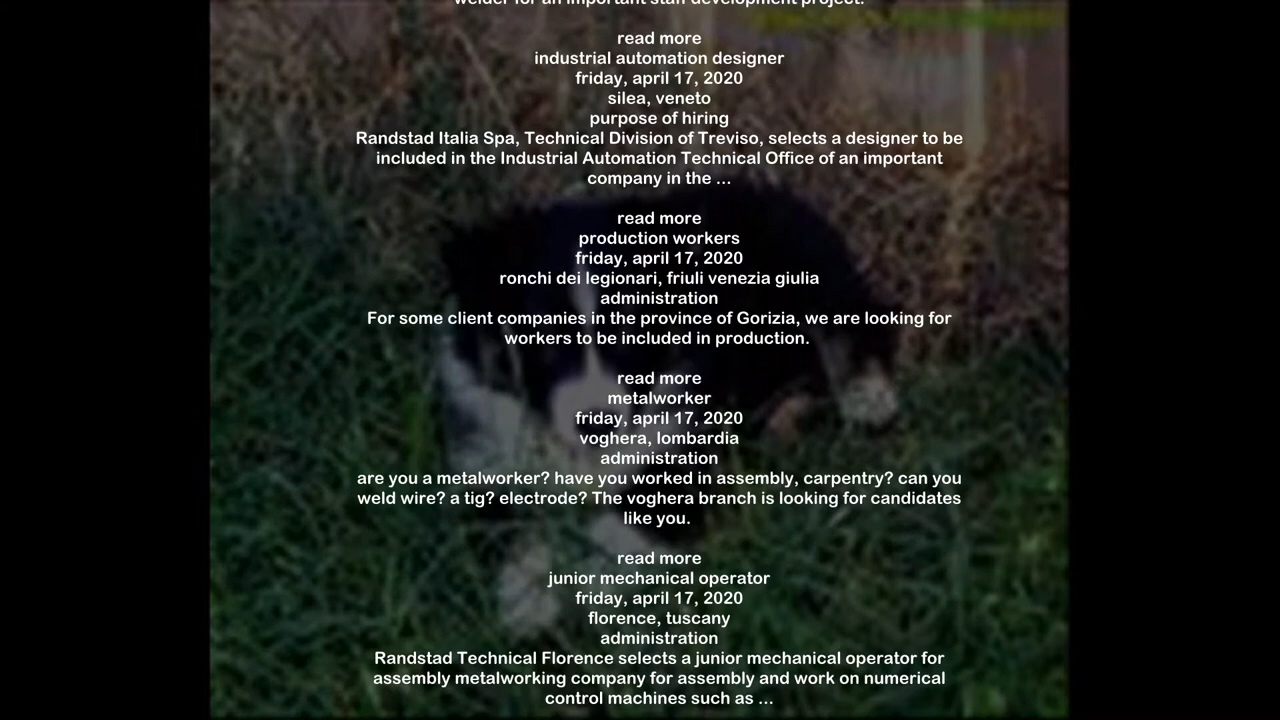 welder for an important staff development project.
read more
industrial automation designer
friday, april 17, 2020
silea, veneto
purpose of hiring
Randstad Italia Spa, Technical Division of Treviso, selects a designer to be
included in the Industrial Automation Technical Office of an important
company in the ...
read more
production workers
friday, april 17, 2020
ronchi dei legionari, friuli venezia giulia
administration
For some client companies in the province of Gorizia, we are looking for
workers to be included in production.
read more
metalworker
friday, april 17, 2020
voghera, lombardia
administration
are you a metalworker? have you worked in assembly, carpentry? can you
weld wire? a tig? electrode? The voghera branch is looking for candidates
like you.
read more
junior mechanical operator
friday, april 17, 2020
florence, tuscany
administration
Randstad Technical Florence selects a junior mechanical operator for
assembly metalworking company for assembly and work on numerical
control machines such as ...